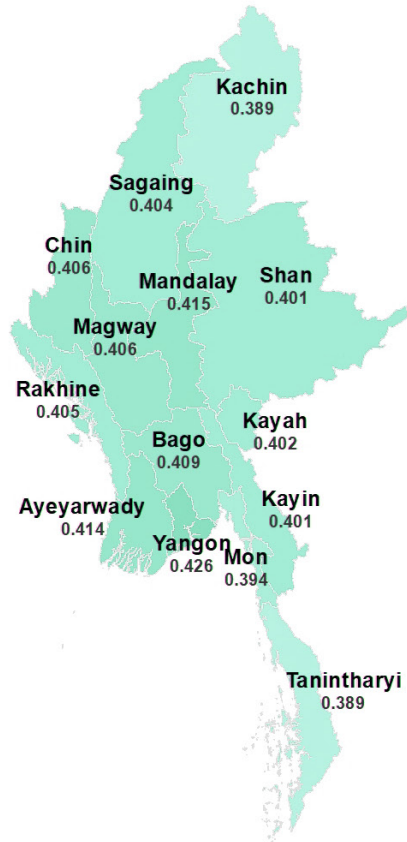 Kachin
0.389
Sagaing
0.404
Chin
0.406
Mandalay
0.415
Shan
0.401
Magway
0.406
Rakhine
0.405
Kayah
0.402
Bago
0.409
Ayeyarwady
0.414
Kayin
0.401
Yangon
0.426
Mon
0.394
Tanintharyi
0.389